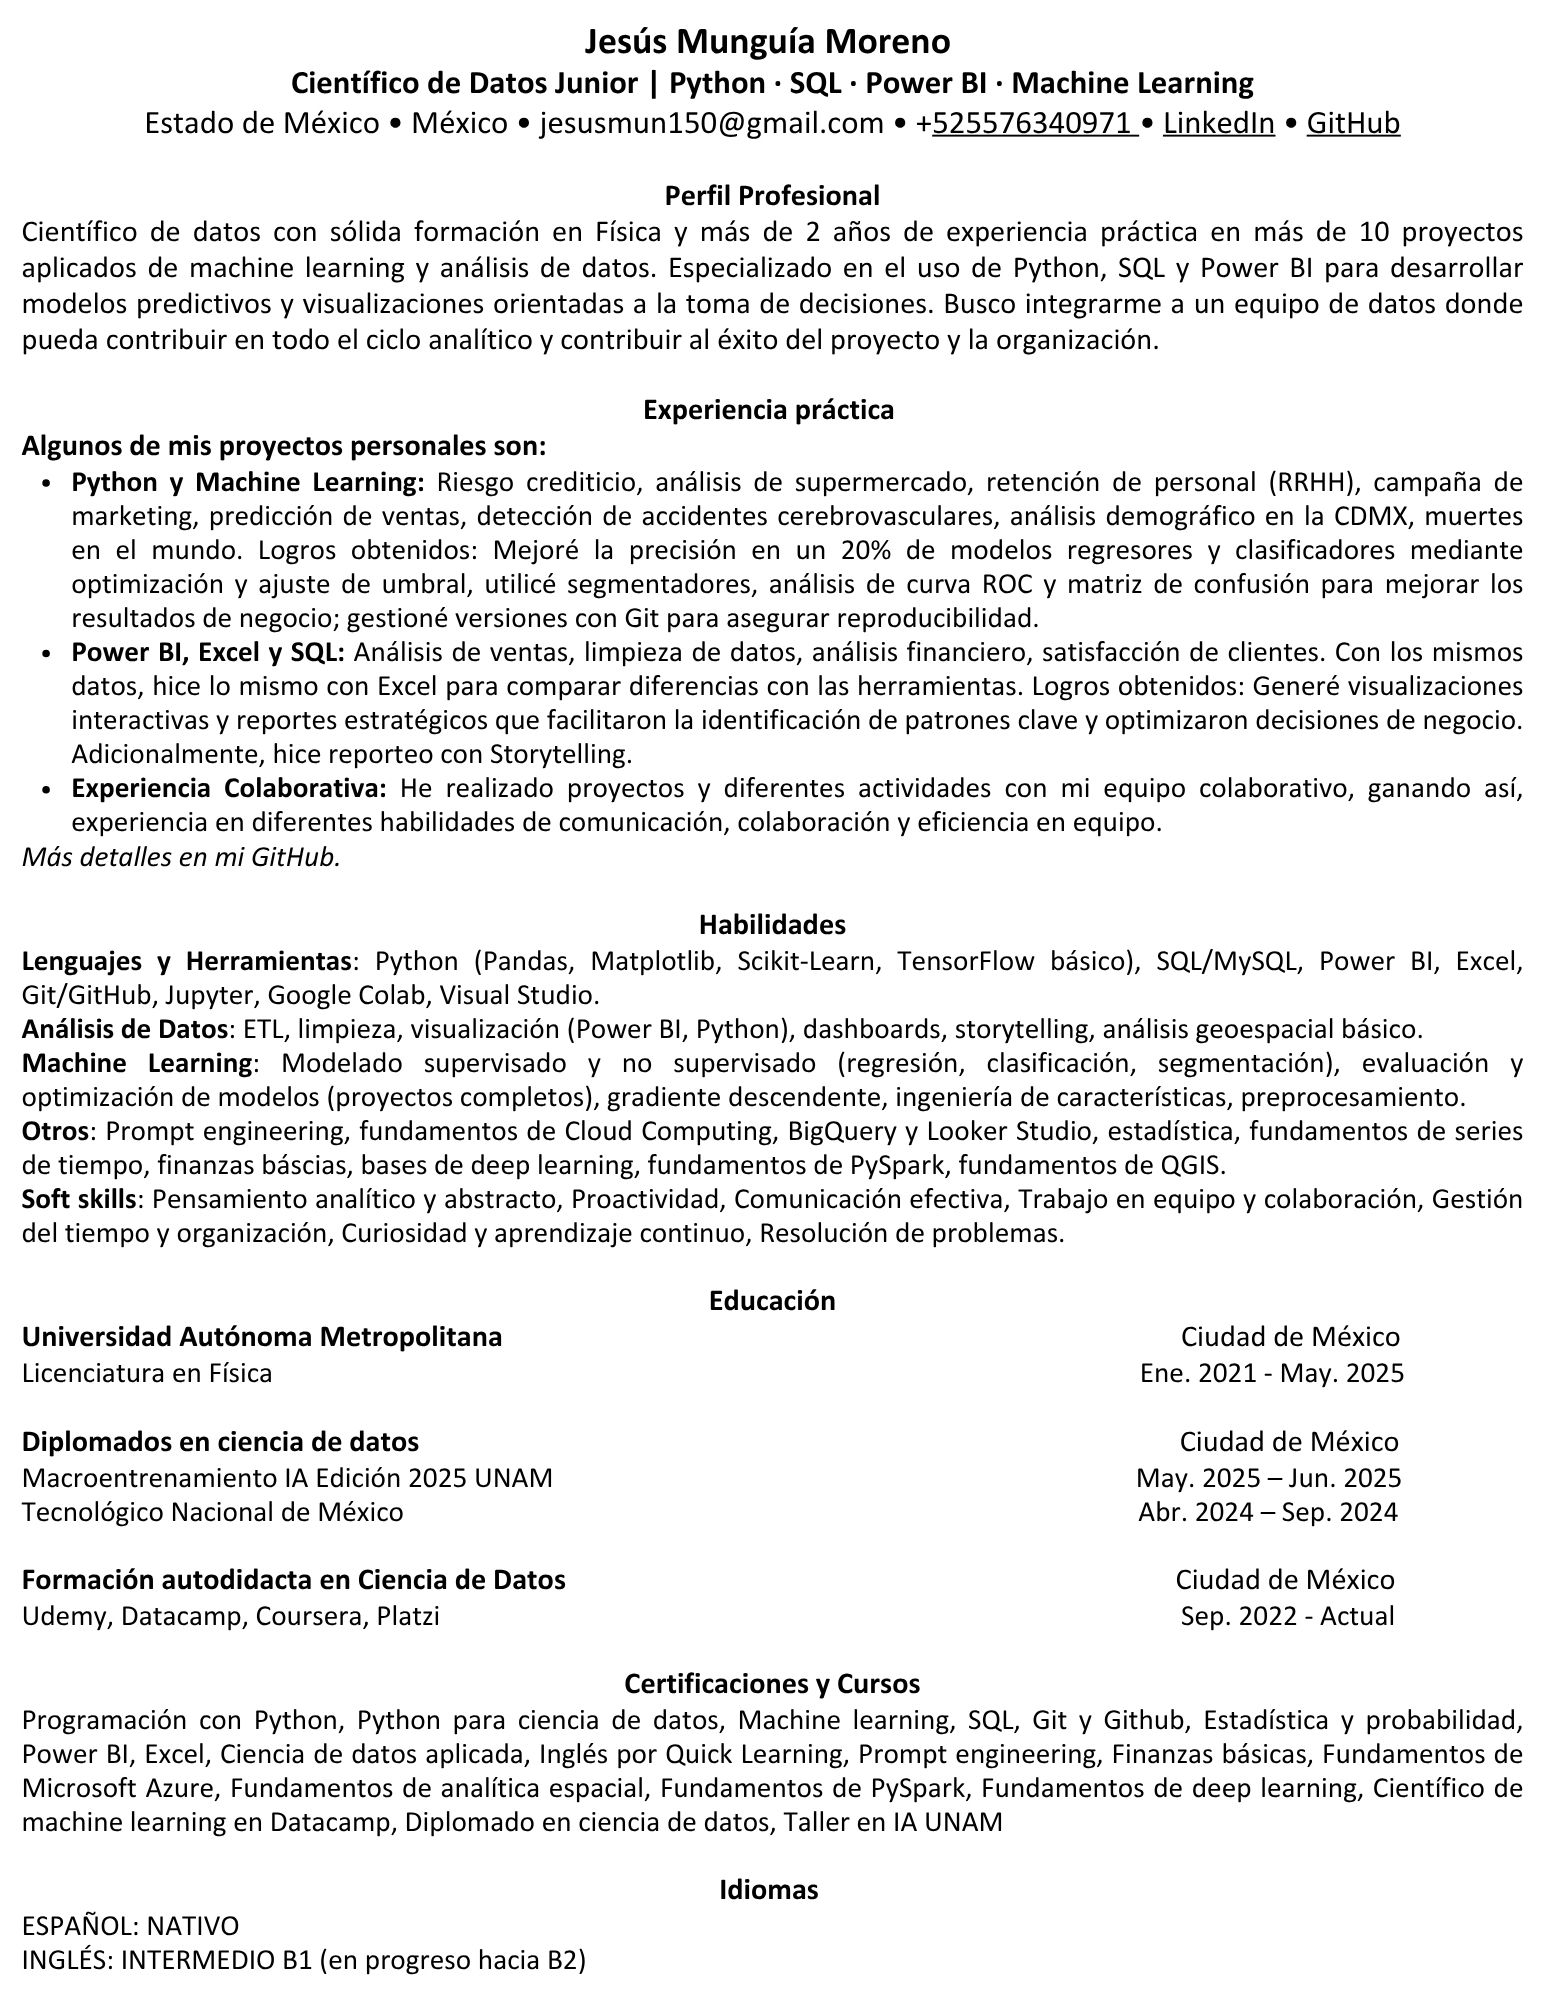 Jesús Munguía Moreno
Científico de Datos Junior | Python · SQL · Power BI · Machine Learning
Estado de México • México • jesusmun150@gmail.com • +525576340971 • LinkedIn • GitHub
Perfil Profesional
Científico de datos con sólida formación en Física y más de 2 años de experiencia práctica en más de 10 proyectos
aplicados de machine learning y análisis de datos. Especializado en el uso de Python, SQL y Power BI para desarrollar
modelos predictivos y visualizaciones orientadas a la toma de decisiones. Busco integrarme a un equipo de datos donde
pueda contribuir en todo el ciclo analítico y contribuir al éxito del proyecto y la organización.
Experiencia práctica
Algunos de mis proyectos personales son:
• Python y Machine Learning: Riesgo crediticio, análisis de supermercado, retención de personal (RRHH), campaña de
marketing, predicción de ventas, detección de accidentes cerebrovasculares, análisis demográfico en la CDMX, muertes
en el mundo. Logros obtenidos: Mejoré la precisión en un 20% de modelos regresores y clasificadores mediante
optimización y ajuste de umbral, utilicé segmentadores, análisis de curva ROC y matriz de confusión para mejorar los
resultados de negocio; gestioné versiones con Git para asegurar reproducibilidad.
• Power BI, Excel y SQL: Análisis de ventas, limpieza de datos, análisis financiero, satisfacción de clientes. Con los mismos
datos, hice lo mismo con Excel para comparar diferencias con las herramientas. Logros obtenidos: Generé visualizaciones
interactivas y reportes estratégicos que facilitaron la identificación de patrones clave y optimizaron decisiones de negocio.
Adicionalmente, hice reporteo con Storytelling.
• Experiencia Colaborativa: He realizado proyectos y diferentes actividades con mi equipo colaborativo, ganando así,
experiencia en diferentes habilidades de comunicación, colaboración y eficiencia en equipo.
Más detalles en mi GitHub.
Habilidades
Lenguajes y Herramientas: Python (Pandas, Matplotlib, Scikit-Learn, TensorFlow básico), SQL/MySQL, Power BI, Excel,
Git/GitHub, Jupyter, Google Colab, Visual Studio.
Análisis de Datos: ETL, limpieza, visualización (Power BI, Python), dashboards, storytelling, análisis geoespacial básico.
Machine Learning: Modelado supervisado y no supervisado (regresión, clasificación, segmentación), evaluación y
optimización de modelos (proyectos completos), gradiente descendente, ingeniería de características, preprocesamiento.
Otros: Prompt engineering, fundamentos de Cloud Computing, BigQuery y Looker Studio, estadística, fundamentos de series
de tiempo, finanzas báscias, bases de deep learning, fundamentos de PySpark, fundamentos de QGIS.
Soft skills: Pensamiento analítico y abstracto, Proactividad, Comunicación efectiva, Trabajo en equipo y colaboración, Gestión
del tiempo y organización, Curiosidad y aprendizaje continuo, Resolución de problemas.
Educación
Universidad Autónoma Metropolitana Ciudad de México
Licenciatura en Física Ene. 2021 - May. 2025
Diplomados en ciencia de datos Ciudad de México
Macroentrenamiento IA Edición 2025 UNAM May. 2025 – Jun. 2025
Tecnológico Nacional de México Abr. 2024 – Sep. 2024
Formación autodidacta en Ciencia de Datos Ciudad de México
Udemy, Datacamp, Coursera, Platzi Sep. 2022 - Actual
Certificaciones y Cursos
Programación con Python, Python para ciencia de datos, Machine learning, SQL, Git y Github, Estadística y probabilidad,
Power BI, Excel, Ciencia de datos aplicada, Inglés por Quick Learning, Prompt engineering, Finanzas básicas, Fundamentos de
Microsoft Azure, Fundamentos de analítica espacial, Fundamentos de PySpark, Fundamentos de deep learning, Científico de
machine learning en Datacamp, Diplomado en ciencia de datos, Taller en IA UNAM
Idiomas
ESPAÑOL: NATIVO
INGLÉS: INTERMEDIO B1 (en progreso hacia B2)